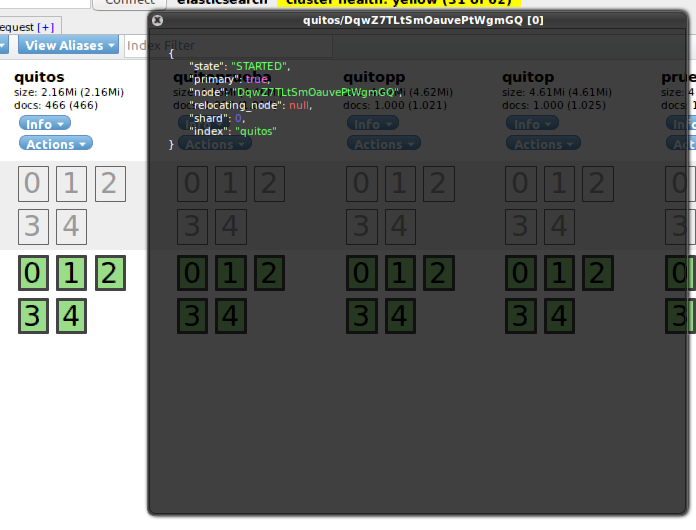 Connect elasticsearch cluster health: yellow (31 of 62)
quitos/DqwZ7TLtSmOauvePtWgmGQ [0]
equest [+]
View Aliases Index Filter
{
"state": "STARTED",
"primary": true,
"node": "DqwZ7TLtSmOauvePtWgmGQ",
"relocating_node": null,
"shard": 0,
"index": "quitos"
}
quitos
size: 2.16Mi (2.16Mi)
docs: 466 (466)
Info
Actions
0 1 2
3 4
0 1 2
3 4
quitopp
4.62Mi)
docs: 1.000 (1.021)
Info
Actions
0 1 2
3 4
0 1 2
3 4
quitop
size: 4.61Mi (4.61Mi)
docs: 1.000 (1.025)
Info
Actions
0 1 2
3 4
0 1 2
3 4
0 1 2
3 4
0 1 2
3 4
prue
0
3
0
3